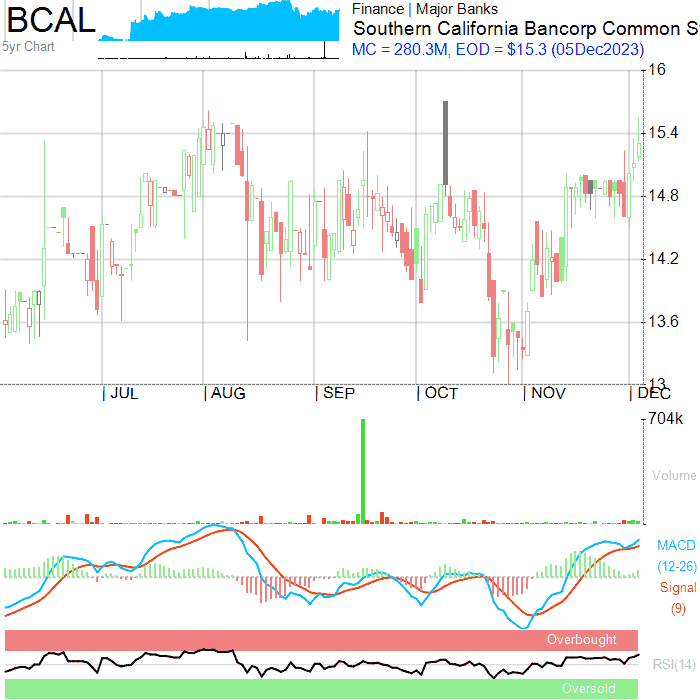 BCAL
5yr Chart
Finance | Major Banks
Southern California Bancorp Common S
MC = 280.3M, EOD = $15.3 (05Dec2023)
16
15.4
14.8
14.2
13.6
13
JUL AUG SEP OCT NOV DEC
704k
Volume
MACD
(12-26)
Signal
(9)
Overbought
RSI(14)
Oversold